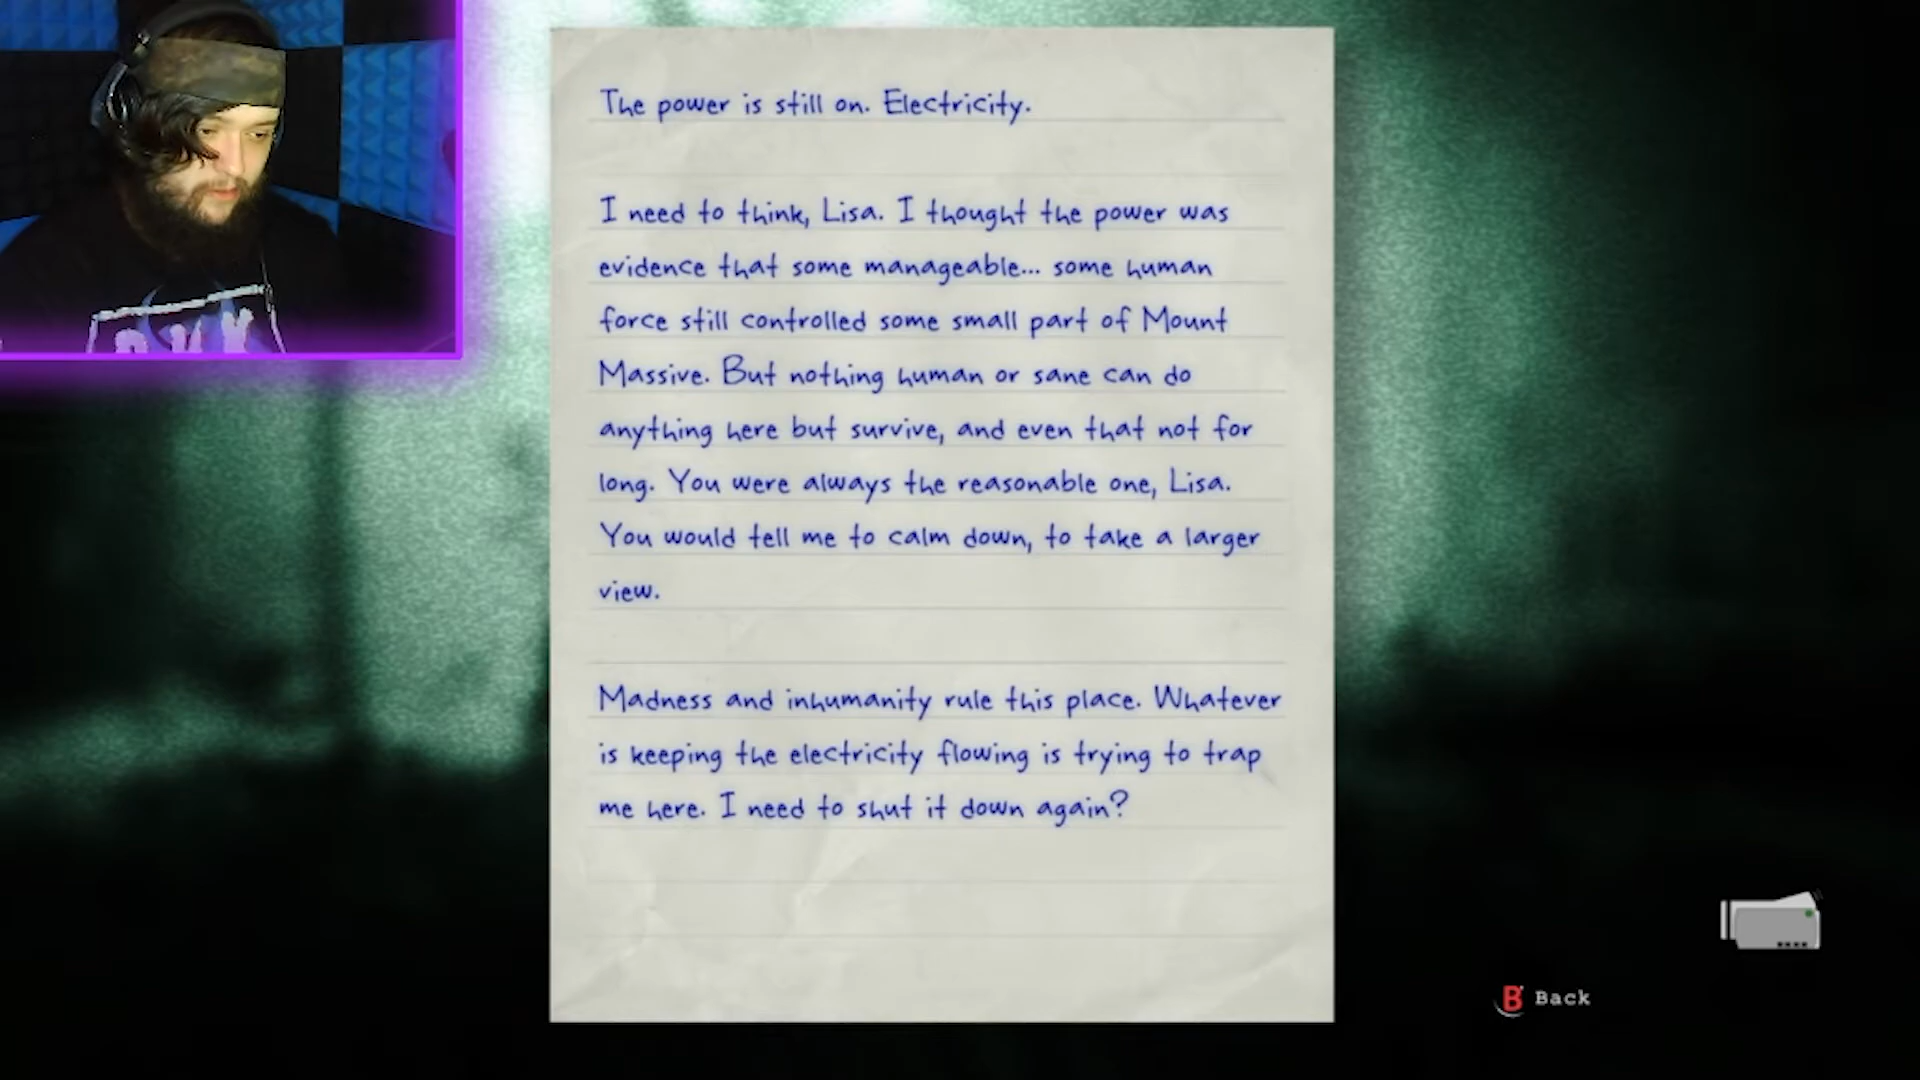 The power is still on. Electricity.
I need to think, Lisa. I thought the power was
evidence that some manageable... some human
force still controlled some small part of Mount
Massive. But nothing human or sane can do
anything here but survive, and even that not for
long. You were always the reasonable one, Lisa.
You would tell me to calm down, to take a larger
view.
Madness and inhumanity rule this place. Whatever
is keeping the electricity flowing is trying to trap
me here. I need to shut it down again?
B Back